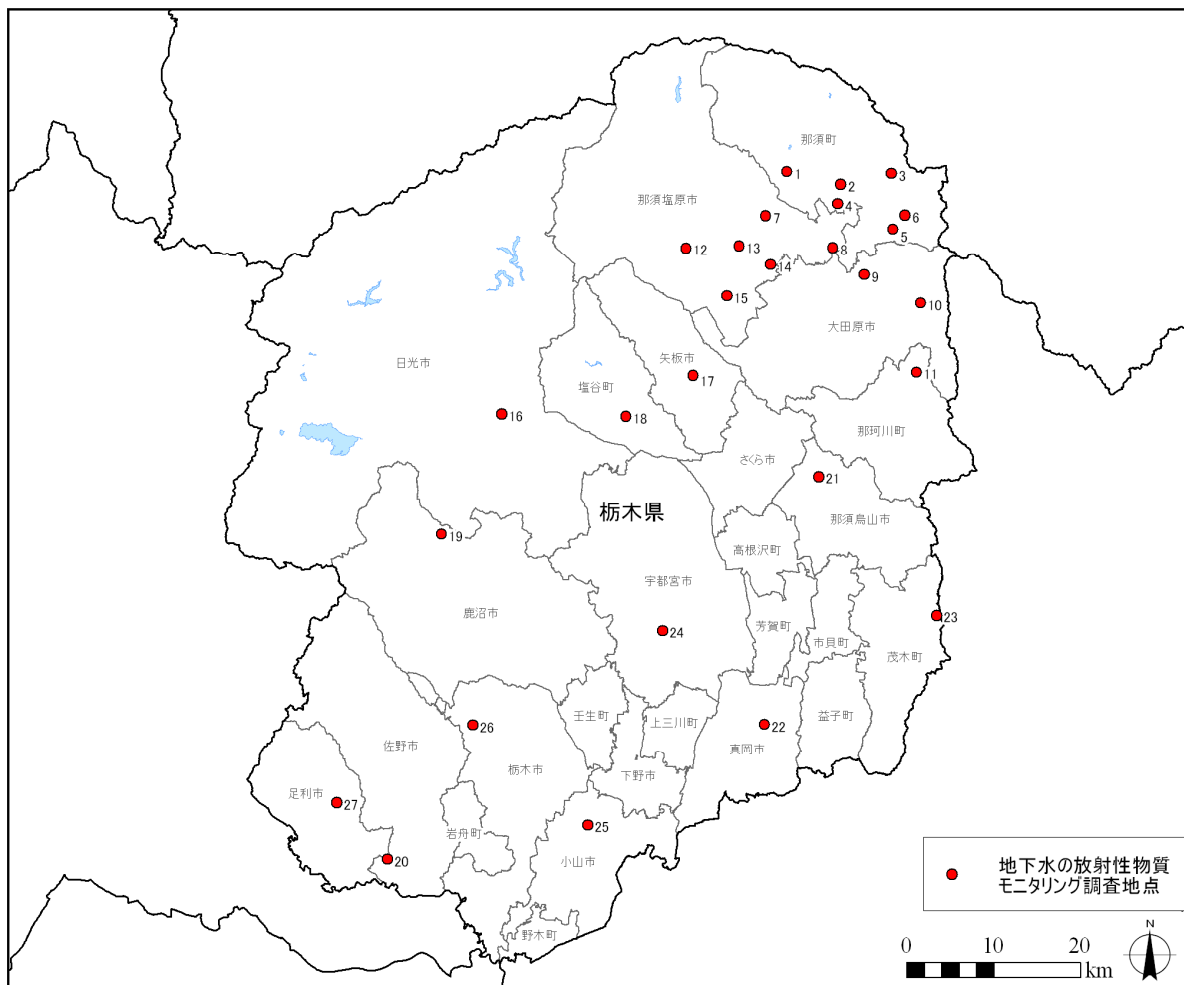 那須町
1
2
3
4
那須塩原市
7
6
5
12
13
8
14
9
15
10
大田原市
日光市
矢板市
17
11
塩谷町
16
18
那珂川町
さくら市
21
栃木県
那須烏山市
19
高根沢町
宇都宮市
鹿沼市
24
芳賀町
市貝町
23
茂木町
壬生町
上三川町
22
益子町
26
真岡市
佐野市
栃木市
下野市
足利市
27
岩舟町
25
小山市
20
野木町
地下水の放射性物質
モニタリング調査地点
N
0 10 20
km